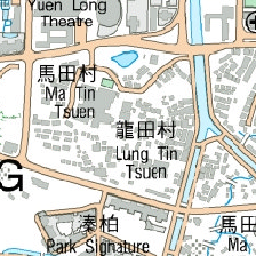 Yuen Long
Theatre
馬田村
Ma Tin
Tsuen
龍田村
Lung Tin
Tsuen
G
溱柏
Park Signature
馬田
Ma